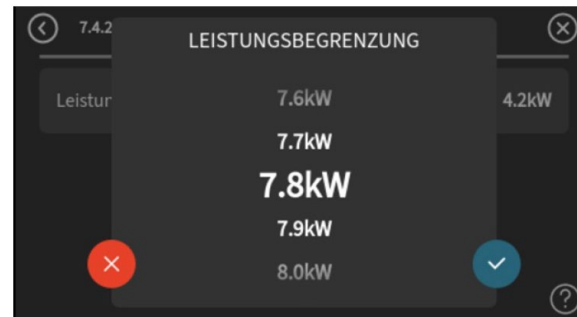 7.4.2
LEISTUNGSBEGRENZUNG
7.6kW
Leistur 4.2kW
7.7kW
7.8kW
7.9kW
8.0kW
?